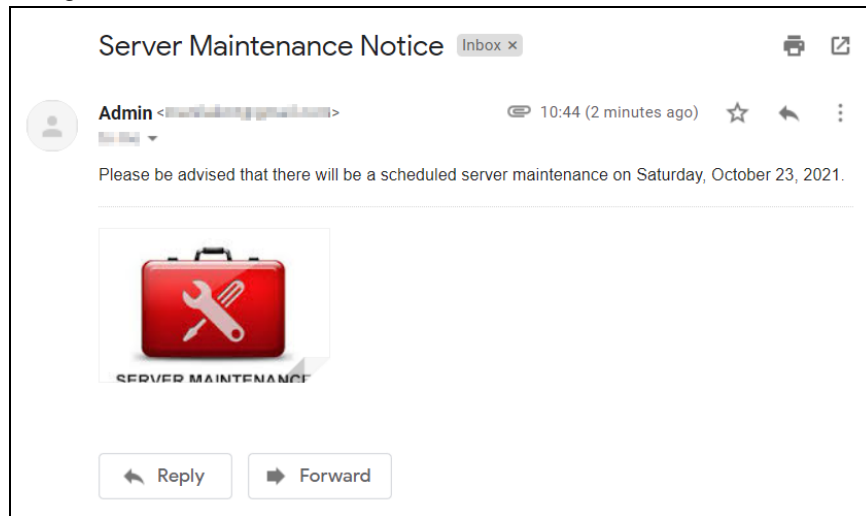 Server Maintenance Notice Inbox ×
Admin < > 10:44 (2 minutes ago)
Please be advised that there will be a scheduled server maintenance on Saturday, October 23, 2021.
SERVER MAINTENANCE
Reply Forward